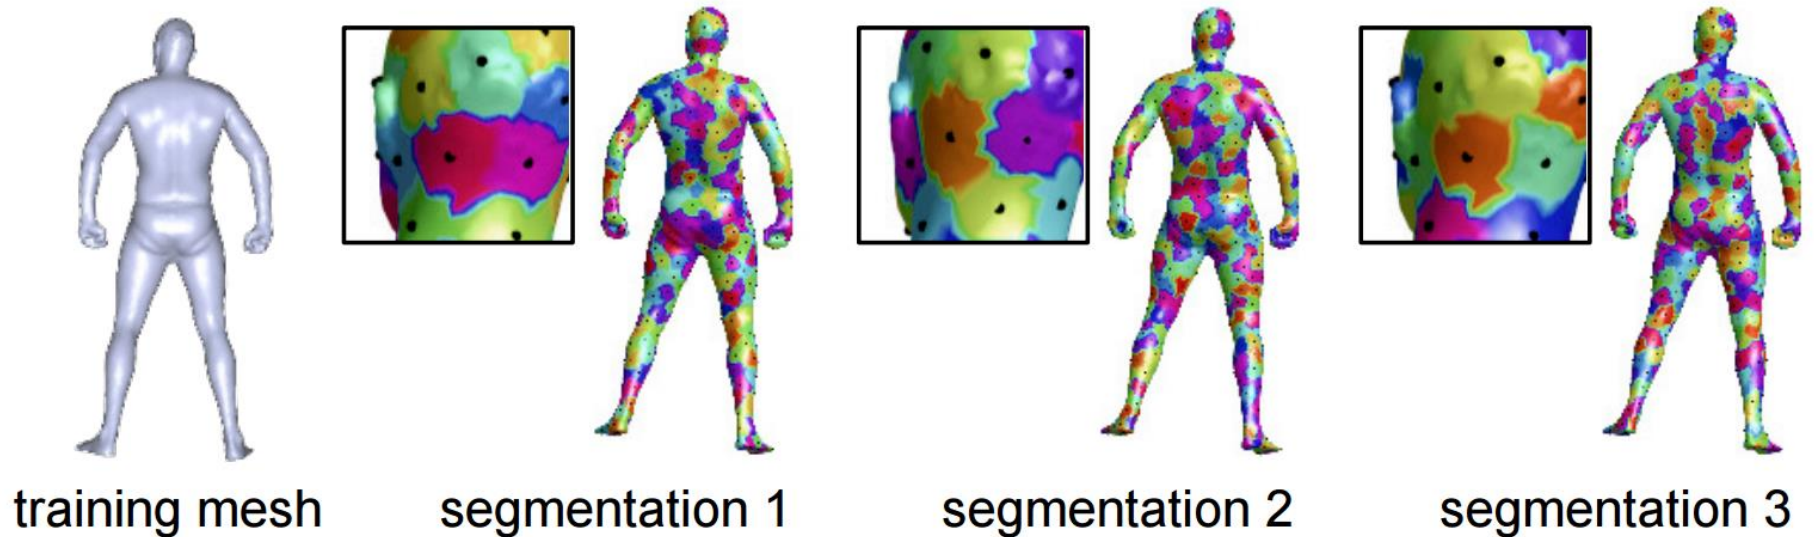 training mesh
segmentation 1
segmentation 2
segmentation 3